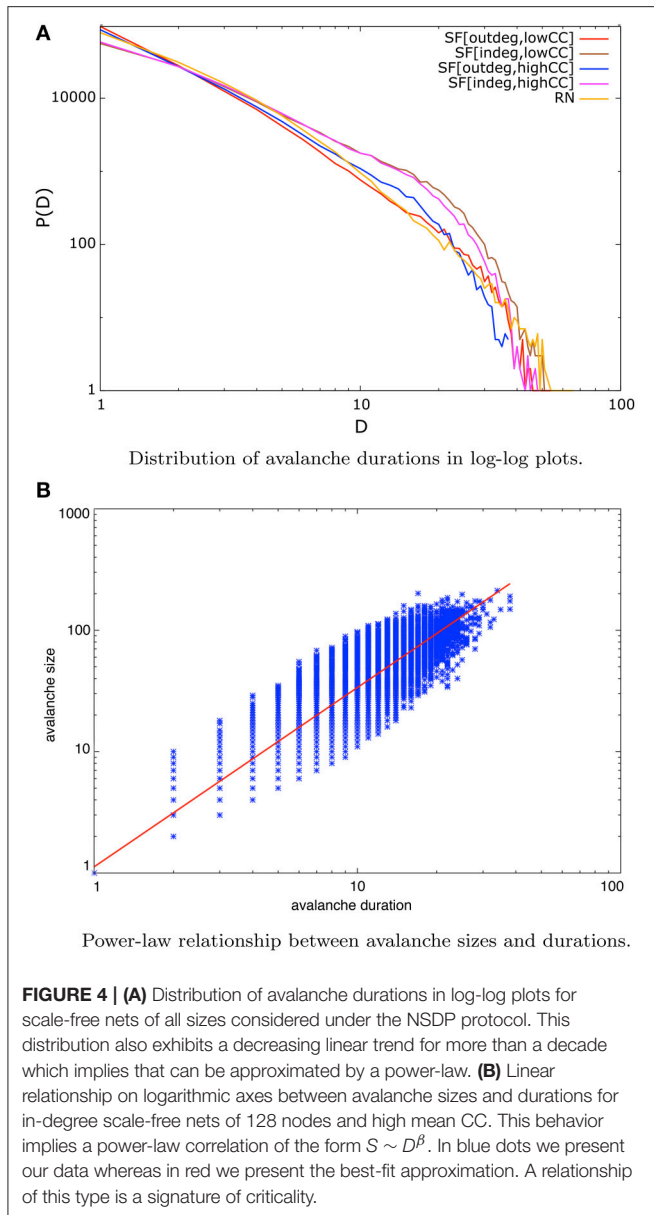 A
SF[outdeg,lowCC]
SF[indeg,lowCC]
SF[outdeg,highCC]
SF[indeg,highCC]
RN
10000
100
1
P(D)
1
10
100
D
Distribution of avalanche durations in log-log plots.
B
1000
100
10
1
avalanche size
1
10
100
avalanche duration
Power-law relationship between avalanche sizes and durations.
FIGURE 4 | (A) Distribution of avalanche durations in log-log plots for
scale-free nets of all sizes considered under the NSDP protocol. This
distribution also exhibits a decreasing linear trend for more than a decade
which implies that can be approximated by a power-law. (B) Linear
relationship on logarithmic axes between avalanche sizes and durations for
in-degree scale-free nets of 128 nodes and high mean CC. This behavior
implies a power-law correlation of the form S ∼ D^β. In blue dots we present
our data whereas in red we present the best-fit approximation. A relationship
of this type is a signature of criticality.